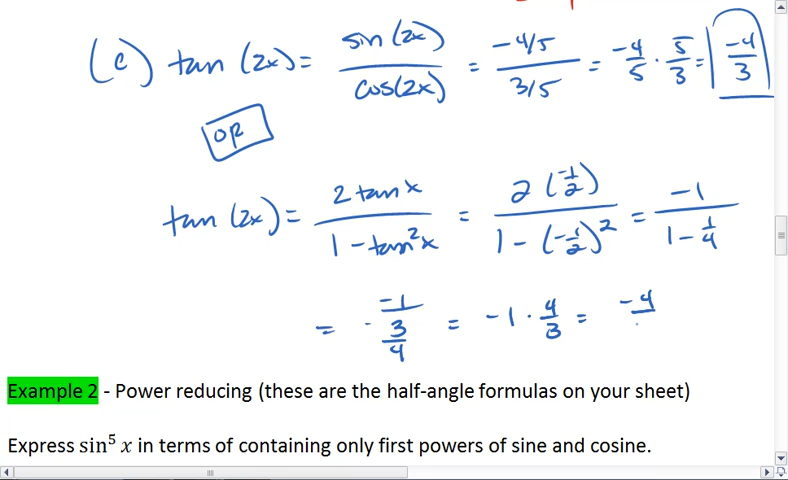 (c) tan (2x) = sin(2x) / cos(2x) = -4/5 / 3/5 = -4/5 · 5/3 = -4/3
or
tan (2x) = 2 tan x / 1 - tan²x = 2 (-1/2) / 1 - (-1/2)² = -1 / 1 - 1/4
= -1 / 3/4 = -1 · 4/3 = -4
Example 2 - Power reducing (these are the half-angle formulas on your sheet)
Express sin⁵ x in terms of containing only first powers of sine and cosine.